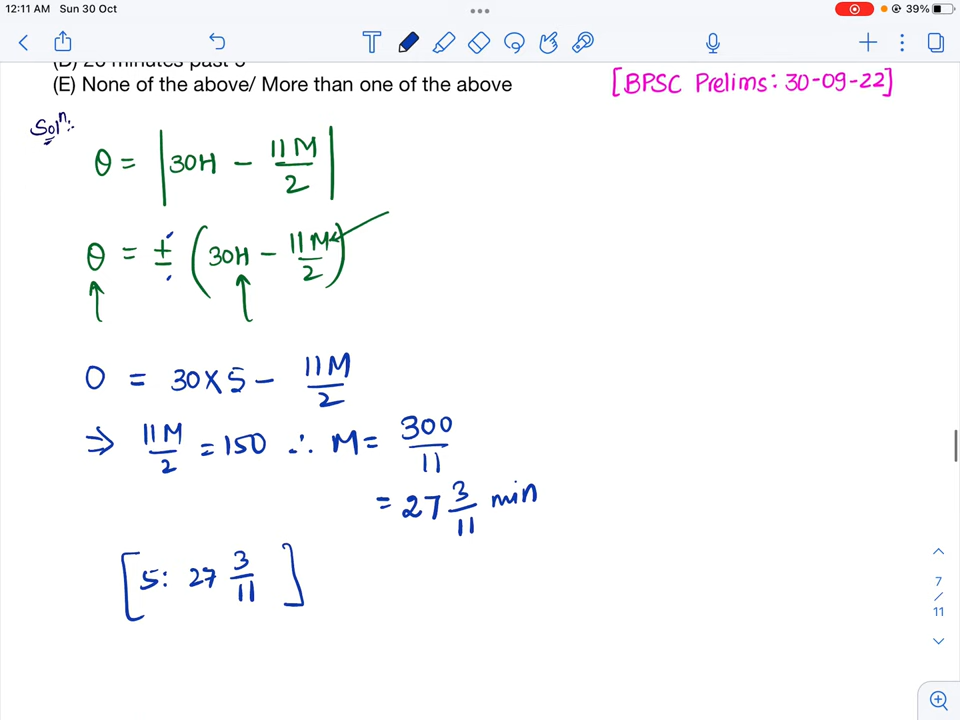 12:11 AM Sun 30 Oct
39%
(E) None of the above/ More than one of the above
[BPSC Prelims: 30-09-22]
Solⁿ:
θ = |30H - 11M/2|
θ = ± (30H - 11M/2)
0 = 30×5 - 11M/2
⇒ 11M/2 = 150 ∴ M = 300/11
= 27 3/11 min
[5: 27 3/11]
7
/
11